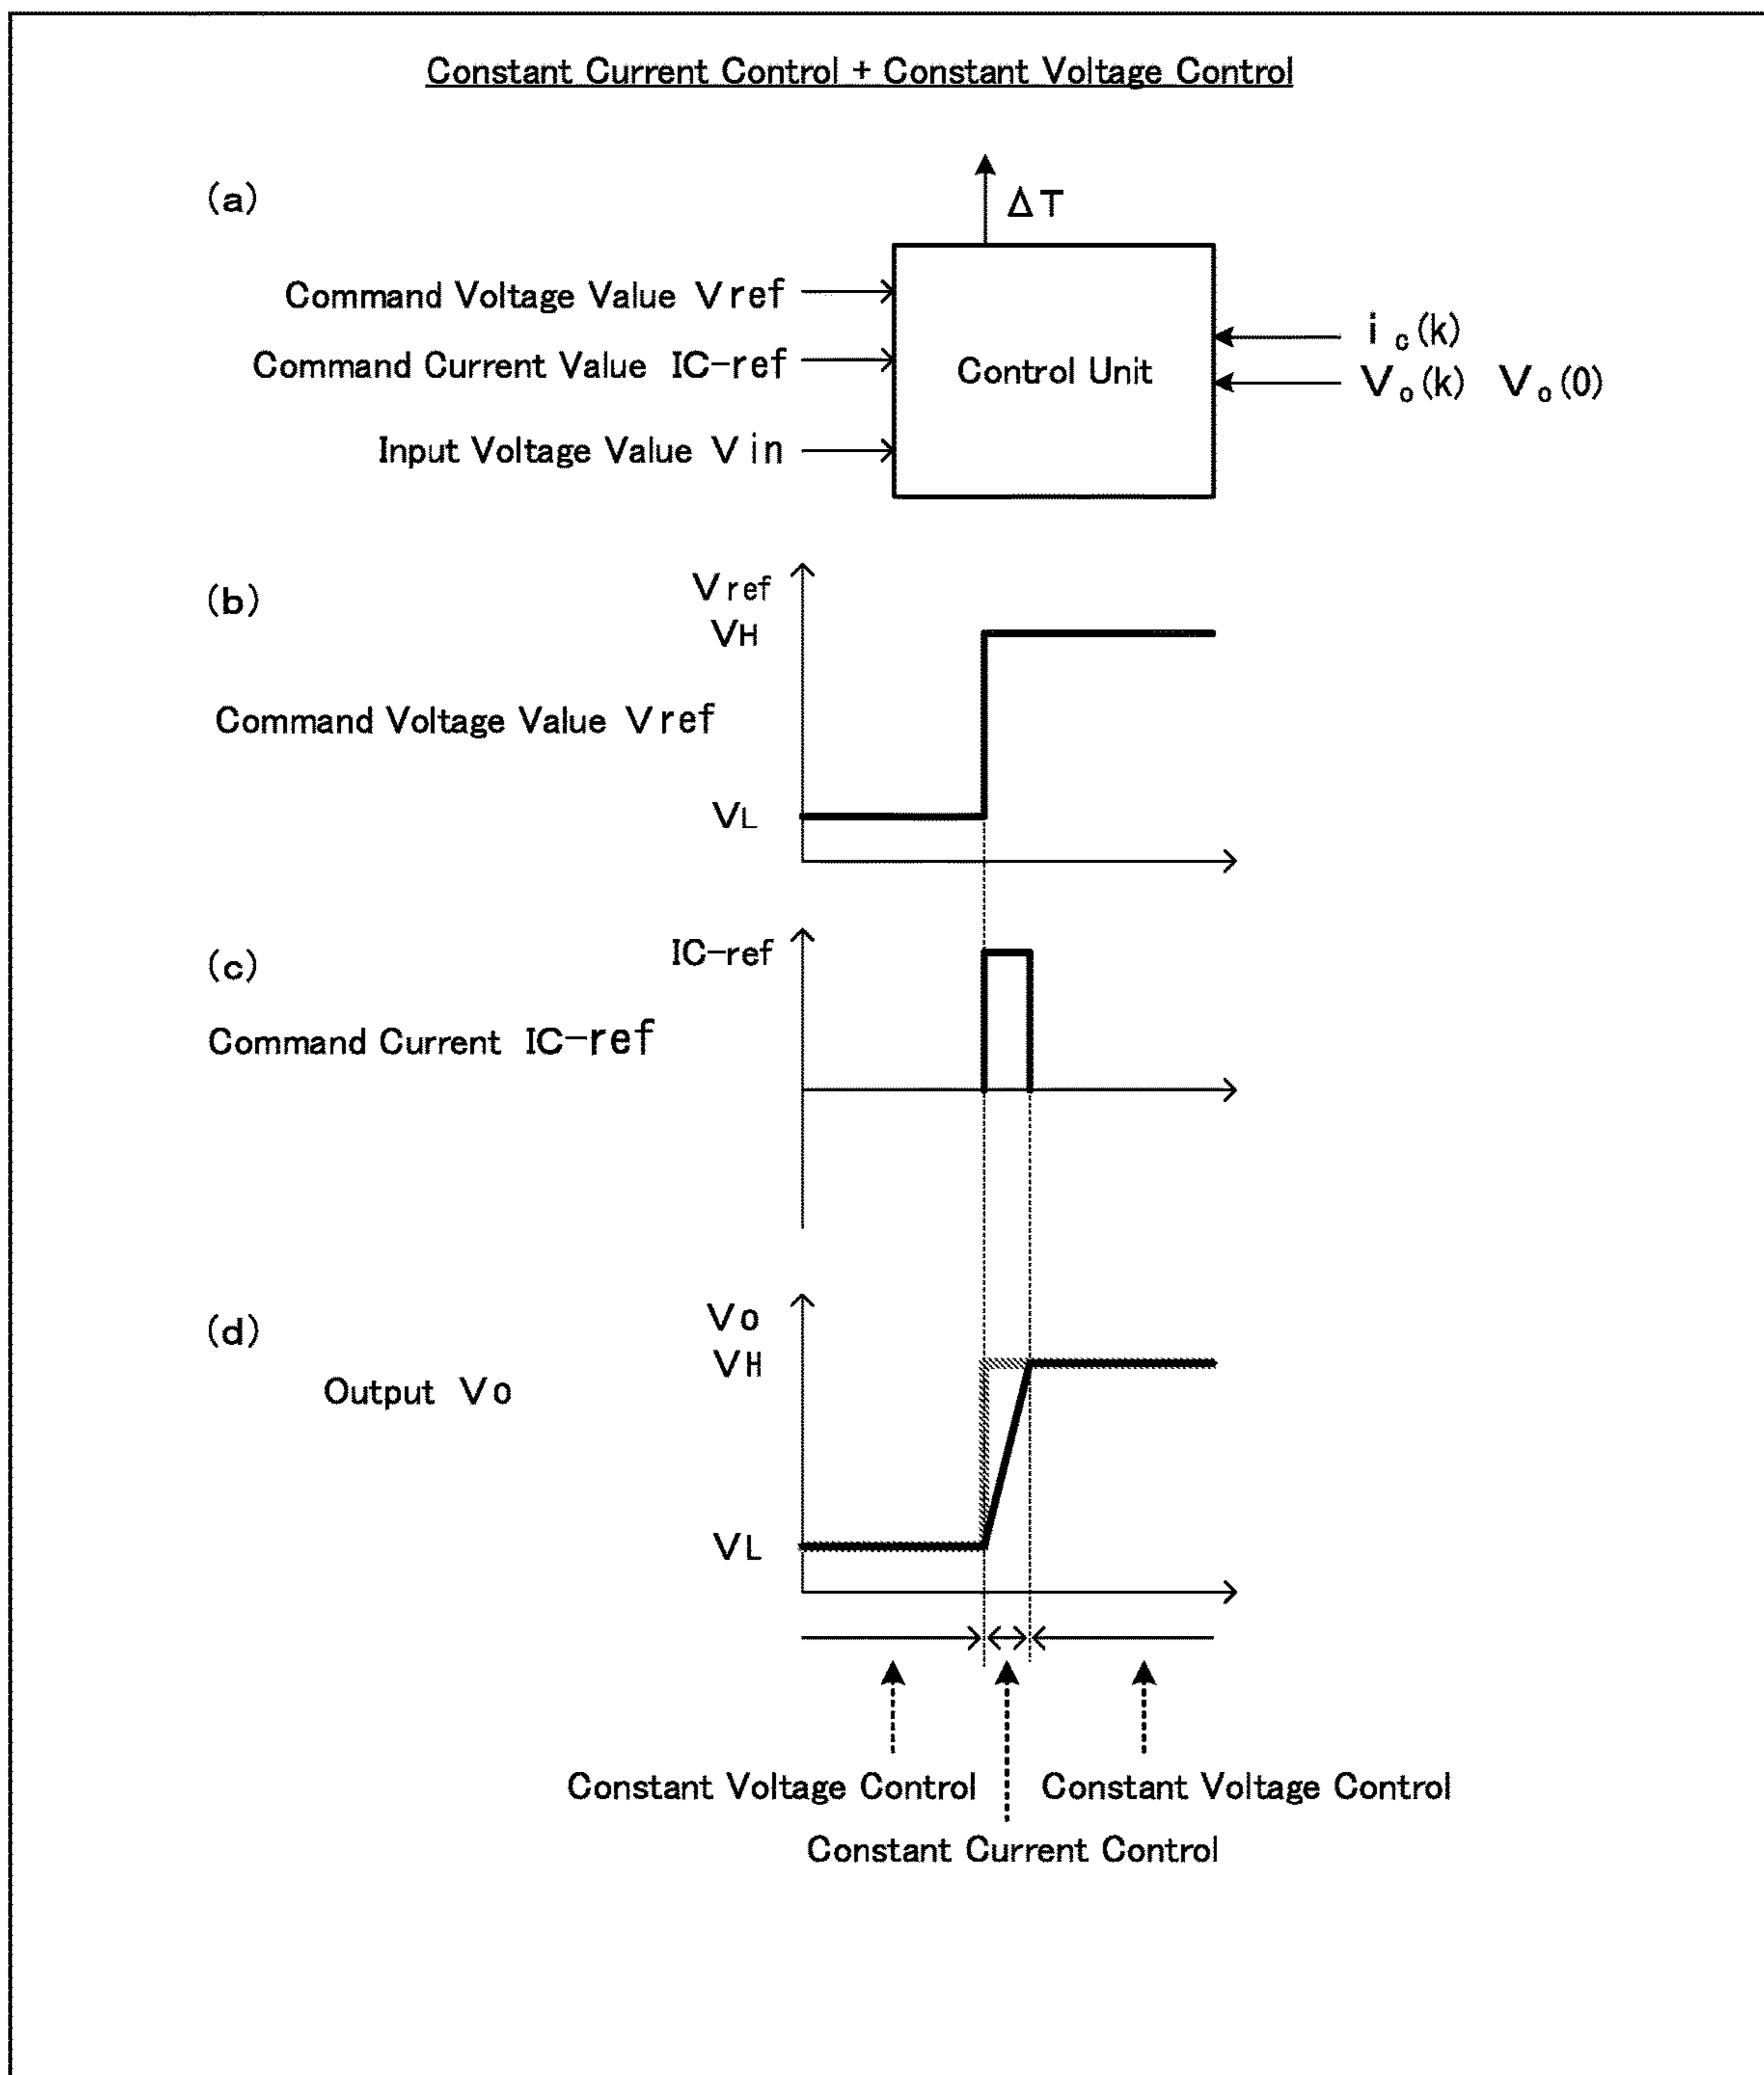 Constant Current Control + Constant Voltage Control
(a)
ΔT
Command Voltage Value Vref
Command Current Value IC-ref
Input Voltage Value Vin
Control Unit
ic(k)
Vo(k) Vo(0)
(b)
Vref
VH
Command Voltage Value Vref
VL
(c)
IC-ref
Command Current IC-ref
(d)
Vo
VH
Output Vo
VL
Constant Voltage Control
Constant Voltage Control
Constant Current Control